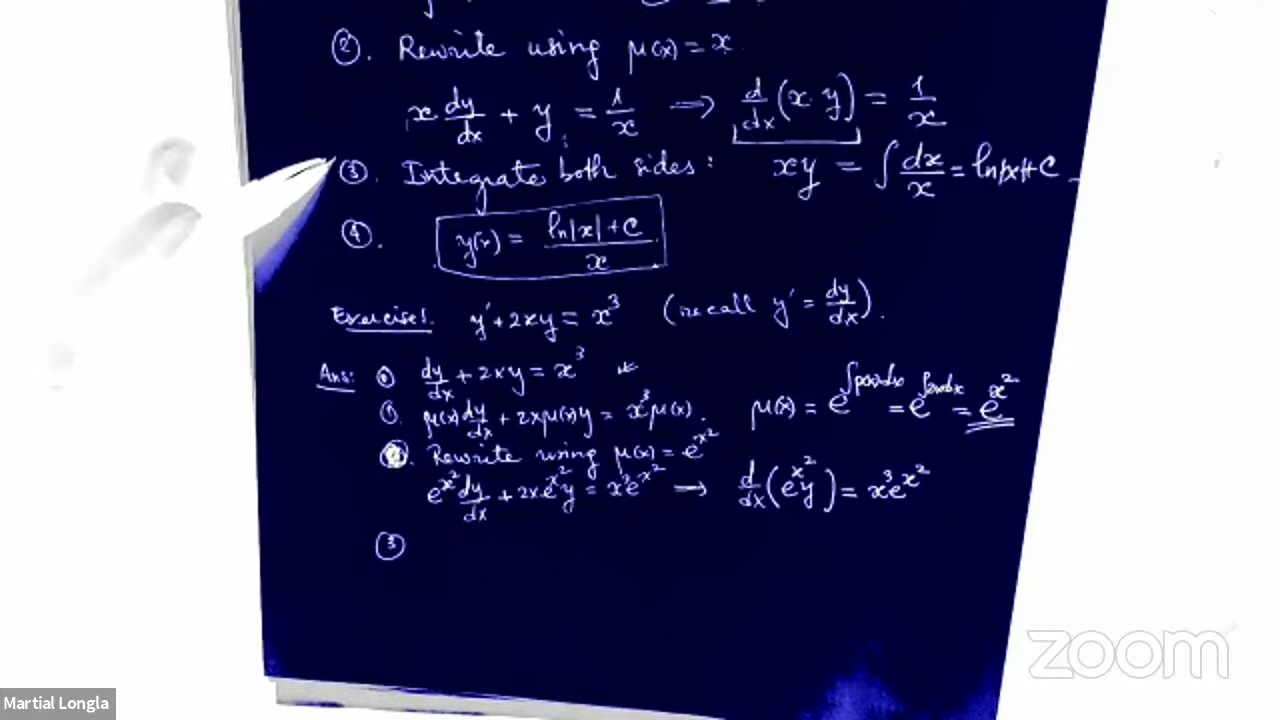 ②. Rewrite using μ(x) = x.
x dy/dx + y = 1/x ⟹ d/dx (x y) = 1/x
③. Integrate both sides: xy = ∫ dx/x = ln|x|+C
④. y(x) = (ln|x| + C)/x
Exercise!. y' + 2xy = x³ (recall y' = dy/dx).
Ans: ⓪ dy/dx + 2xy = x³ *
①. μ(x) dy/dx + 2xμ(x)y = x³μ(x). μ(x) = e^∫p(x)dx = e^∫2xdx = e^x²
②. Rewrite using μ(x) = e^x²
e^x² dy/dx + 2x e^x² y = x³e^x² → d/dx (e^x² y) = x³e^x²
③
zoom
Martial Longla